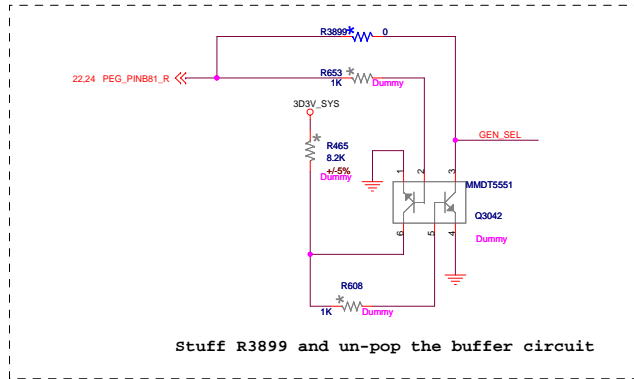 R3899 * 0
22,24 PEG_PINB81_R
R653 *
1K Dummy
3D3V_SYS
GEN_SEL
*
R465
8.2K
+/-5%
Dummy
1 2 3
MMDT5551
Q3042
6 5 4
Dummy
R608
*
1K Dummy
Stuff R3899 and un-pop the buffer circuit